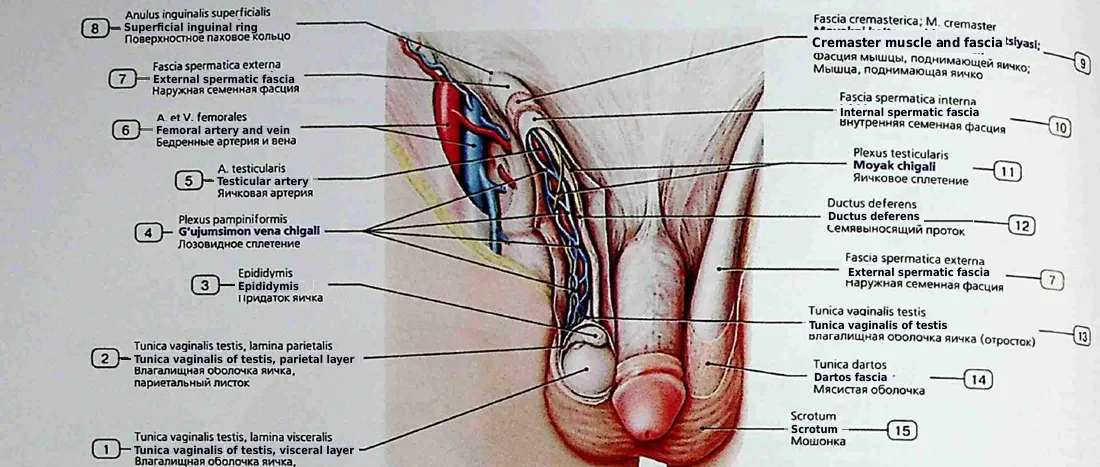 8
Anulus inguinalis superficialis
Superficial inguinal ring
Поверхностное паховое кольцо
7
Fascia spermatica externa
External spermatic fascia
Наружная семенная фасция
6
A. et V. femorales
Femoral artery and vein
Бедренные артерия и вена
5
A. testicularis
Testicular artery
Яичковая артерия
4
Plexus pampiniformis
G'ujumsimon vena chigali
Лозовидное сплетение
3
Epididymis
Epididymis
Придаток яичка
2
Tunica vaginalis testis, lamina parietalis
Tunica vaginalis of testis, parietal layer
Влагалищная оболочка яичка,
париетальный листок
1
Tunica vaginalis testis, lamina visceralis
Tunica vaginalis of testis, visceral layer
Влагалищная оболочка яичка,
Fascia cremasterica; M. cremaster
Cremaster muscle and fascia
Фасция мышцы, поднимающей яичко;
Мышца, поднимающая яичко
9
Fascia spermatica interna
Internal spermatic fascia
Внутренняя семенная фасция
10
Plexus testicularis
Moyak chigali
Яичковое сплетение
11
Ductus deferens
Ductus deferens
Семявыносящий проток
12
Fascia spermatica externa
External spermatic fascia
Наружная семенная фасция
7
Tunica vaginalis testis
Tunica vaginalis of testis
Влагалищная оболочка яичка (отросток)
13
Tunica dartos
Dartos fascia
Мясистая оболочка
14
Scrotum
Scrotum
Мошонка
15